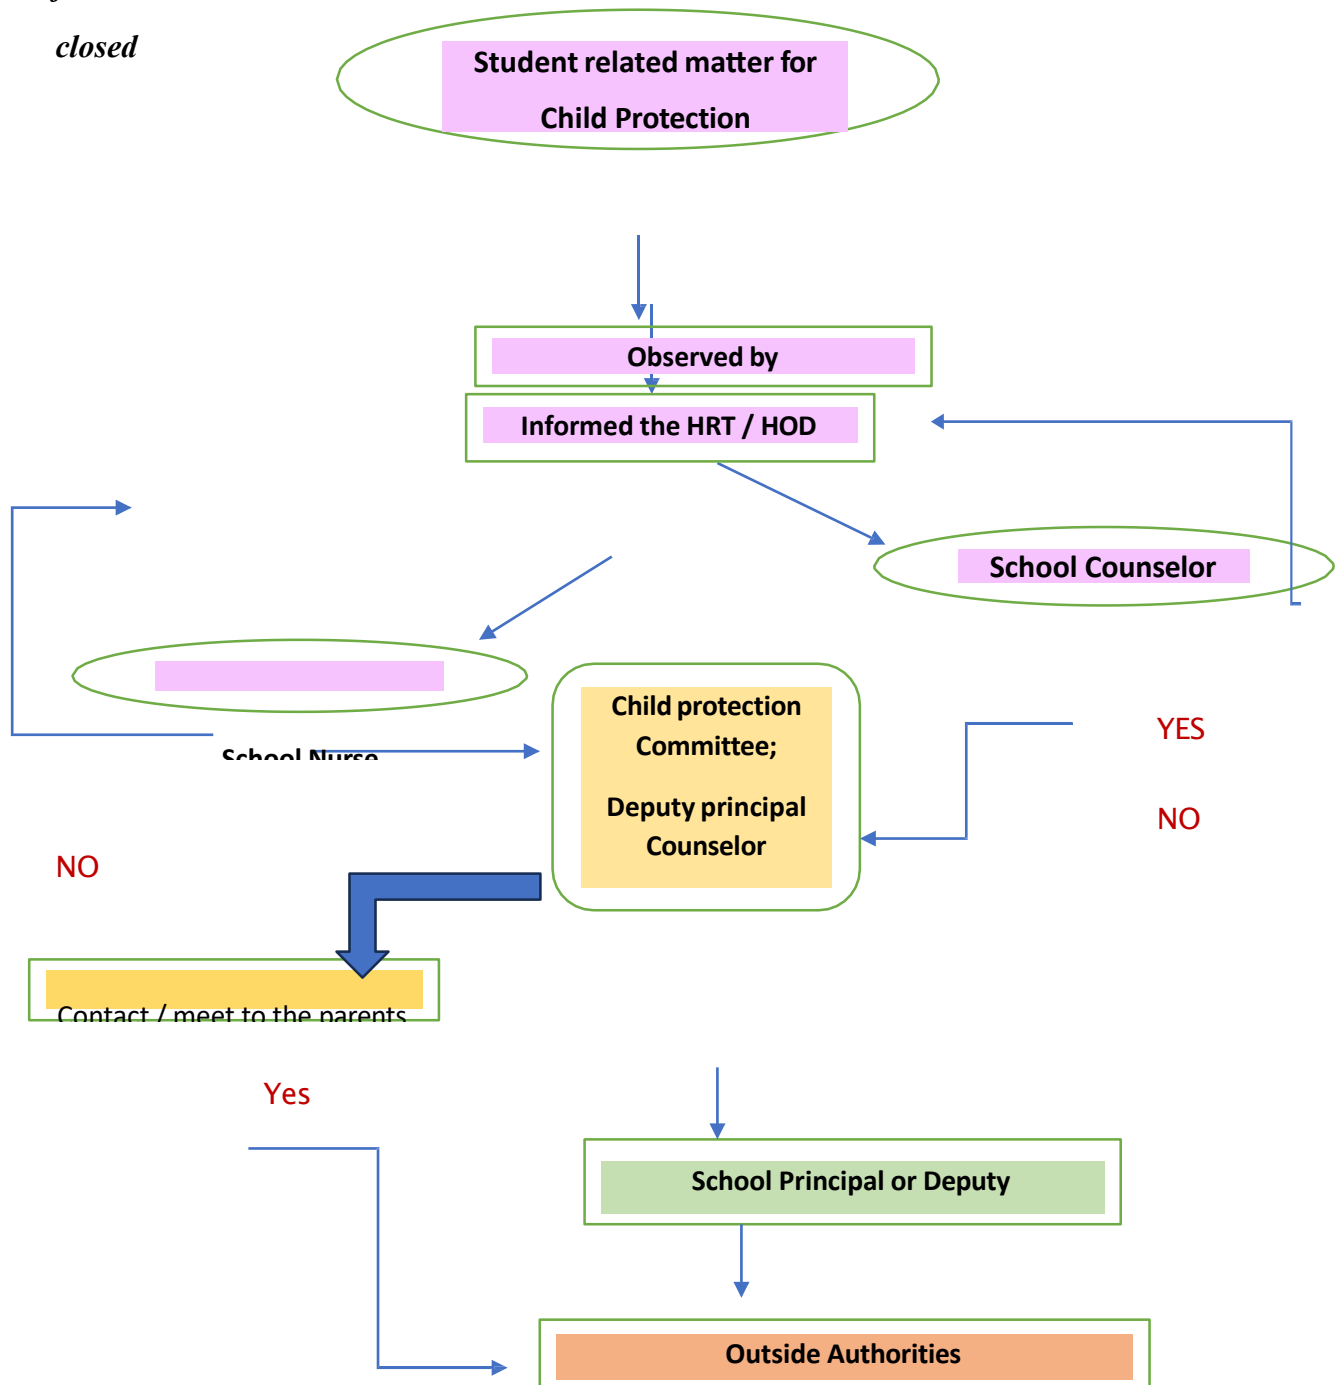 closed
Student related matter for
Child Protection
Observed by
Informed the HRT / HOD
School Counselor
Child protection
Committee;
Deputy principal
Counselor
YES
School Nurse
NO
NO
Contact / meet to the parents
Yes
School Principal or Deputy
Outside Authorities